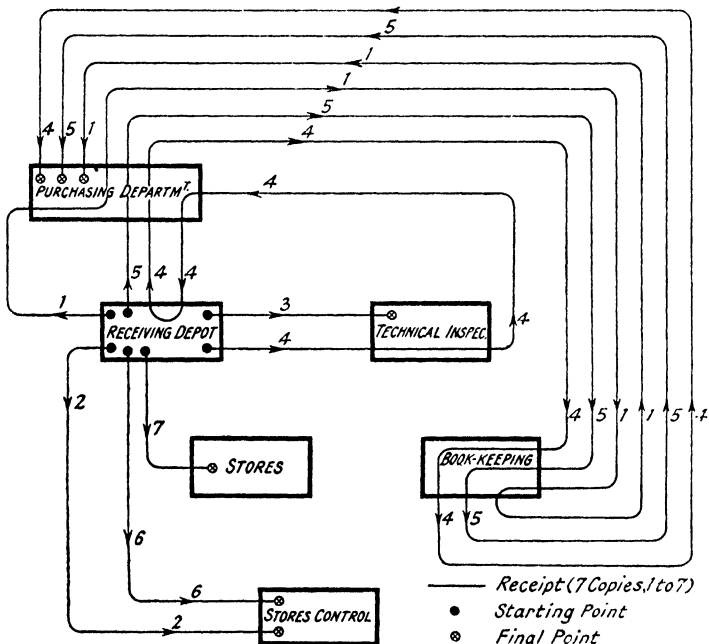 5
1
1
5
4
4 5 1
PURCHASING DEPARTMT.
4
5 4 4
1
3
RECEIVING DEPOT
TECHNICAL INSPEC.
4
4
2
4 5 1 1 5 4
7
BOOK-KEEPING
STORES
4 5
6
6
STORES CONTROL
2
Receipt (7 Copies, 1 to 7)
Starting Point
Final Point